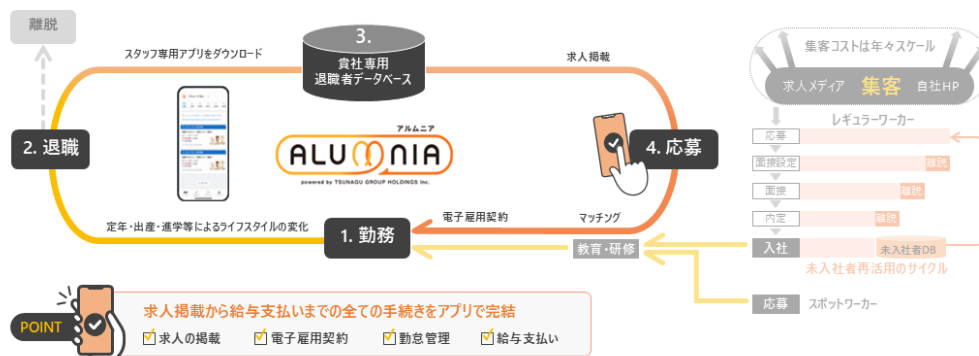 離脱
スタッフ専用アプリをダウンロード
3.
貴社専用
退職者データベース
求人掲載
集客コストは年々スケール
求人メディア 集客 自社HP
レギュラーワーカー
2. 退職
アルムニア
ALUMNIA
powered by TSUNAGU GROUP HOLDINGS Inc.
4. 応募
応募
面接設定
離脱
面接
離脱
内定
離脱
定年・出産・進学等によるライフスタイルの変化
1. 勤務
電子雇用契約
マッチング
教育・研修
入社
未入社者DB
未入社者再活用のサイクル
応募
スポットワーカー
POINT
求人掲載から給与支払いまでの全ての手続きをアプリで完結
求人の掲載
電子雇用契約
勤怠管理
給与支払い